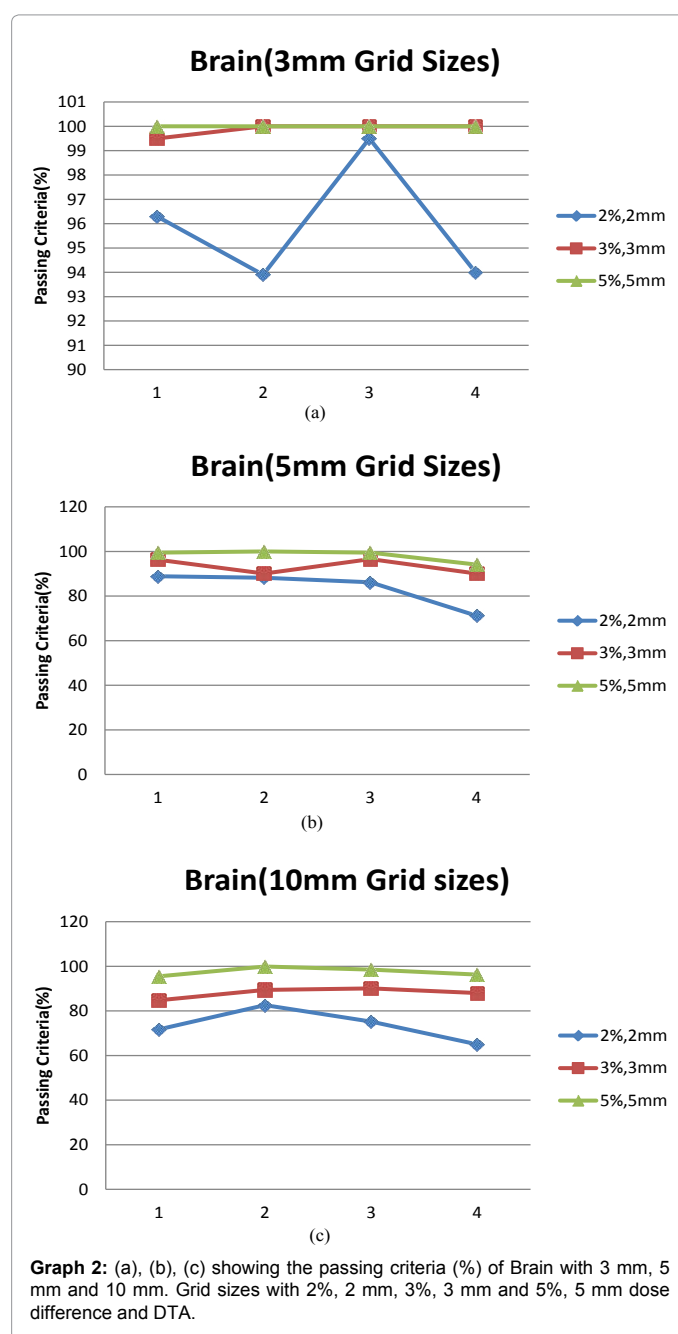 Brain(3mm Grid Sizes)
Passing Criteria(%)
101
100
99
98
97
96
95
94
93
92
91
90
1 2 3 4
2%,2mm
3%,3mm
5%,5mm
(a)
Brain(5mm Grid Sizes)
Passing Criteria(%)
120
100
80
60
40
20
0
1 2 3 4
2%,2mm
3%,3mm
5%,5mm
(b)
Brain(10mm Grid sizes)
Passing Criteria(%)
120
100
80
60
40
20
0
1 2 3 4
2%,2mm
3%,3mm
5%,5mm
(c)
Graph 2: (a), (b), (c) showing the passing criteria (%) of Brain with 3 mm, 5
mm and 10 mm. Grid sizes with 2%, 2 mm, 3%, 3 mm and 5%, 5 mm dose
difference and DTA.